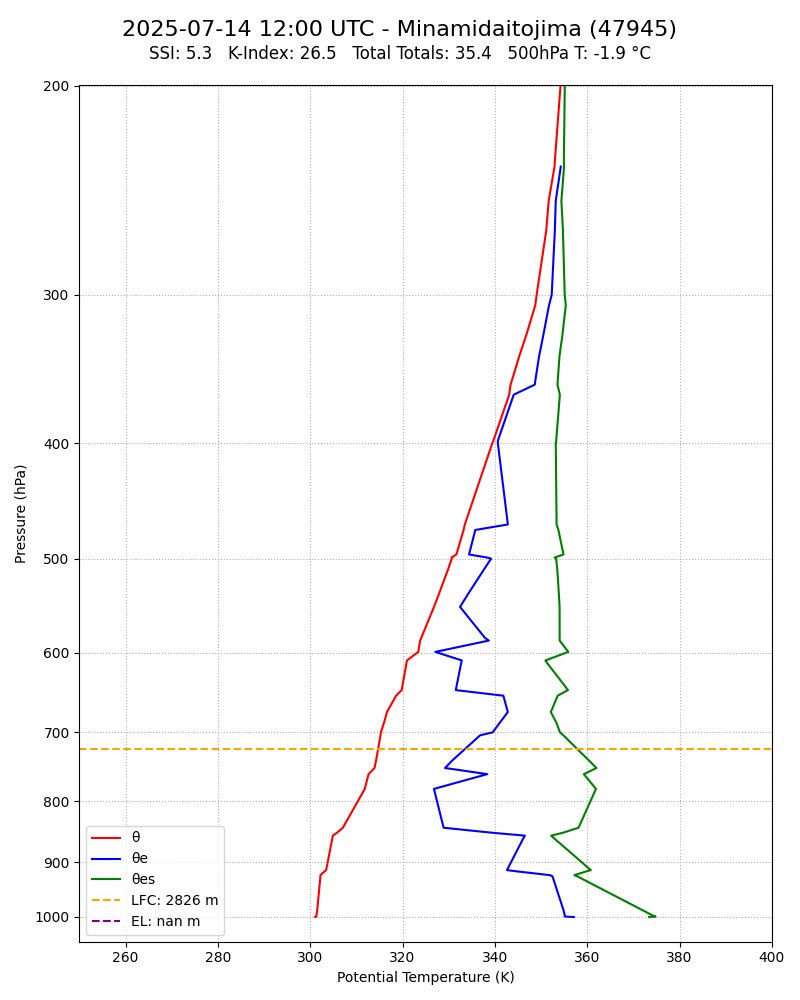 2025-07-14 12:00 UTC - Minamidaitojima (47945)
SSI: 5.3   K-Index: 26.5   Total Totals: 35.4   500hPa T: -1.9 °C
200
300
400
500
600
700
800
900
1000
Pressure (hPa)
θ
θe
θes
LFC: 2826 m
EL: nan m
260 280 300 320 340 360 380 400
Potential Temperature (K)